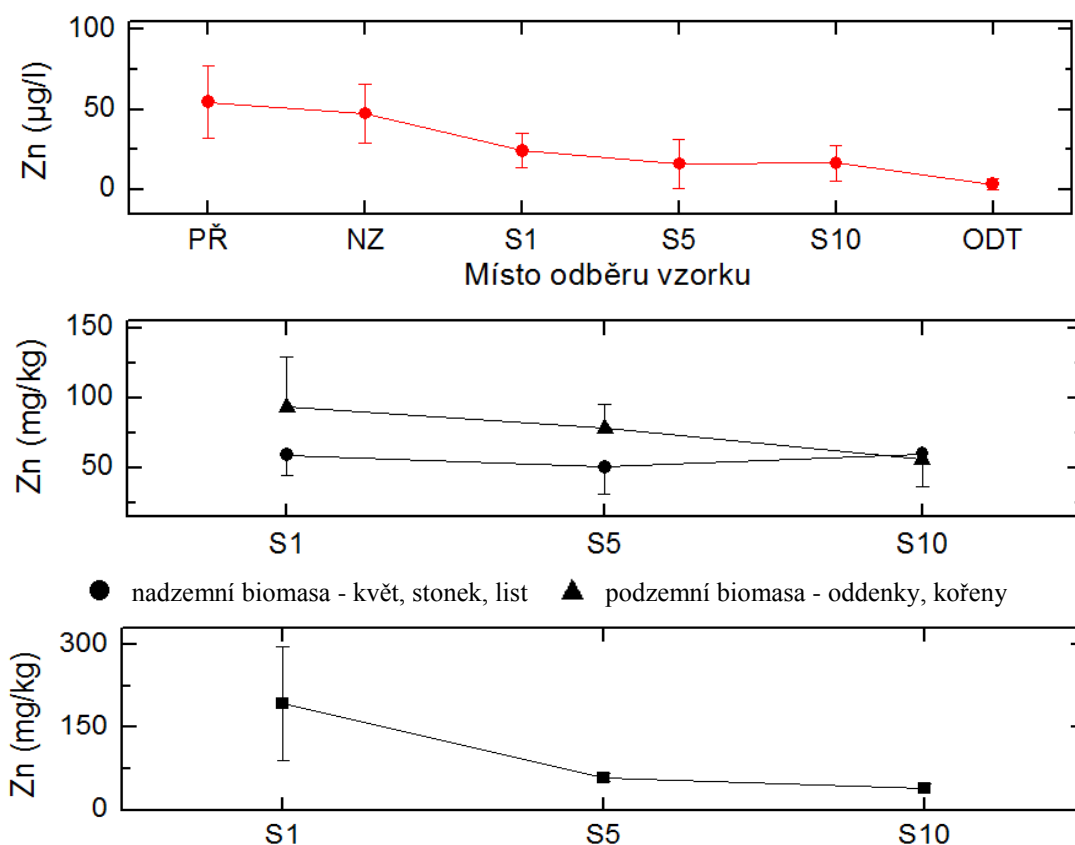 100
50
0
Zn (µg/l)
PŘ NZ S1 S5 S10 ODT
Místo odběru vzorku
150
100
50
Zn (mg/kg)
S1 S5 S10
nadzemní biomasa - květ, stonek, list podzemní biomasa - oddenky, kořeny
300
150
0
Zn (mg/kg)
S1 S5 S10